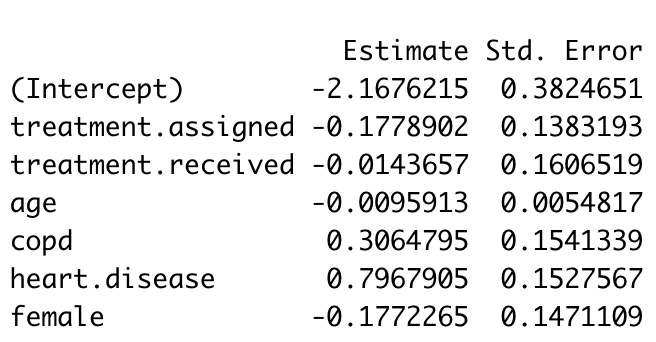 Estimate Std. Error
(Intercept) -2.1676215 0.3824651
treatment.assigned -0.1778902 0.1383193
treatment.received -0.0143657 0.1606519
age -0.0095913 0.0054817
copd 0.3064795 0.1541339
heart.disease 0.7967905 0.1527567
female -0.1772265 0.1471109